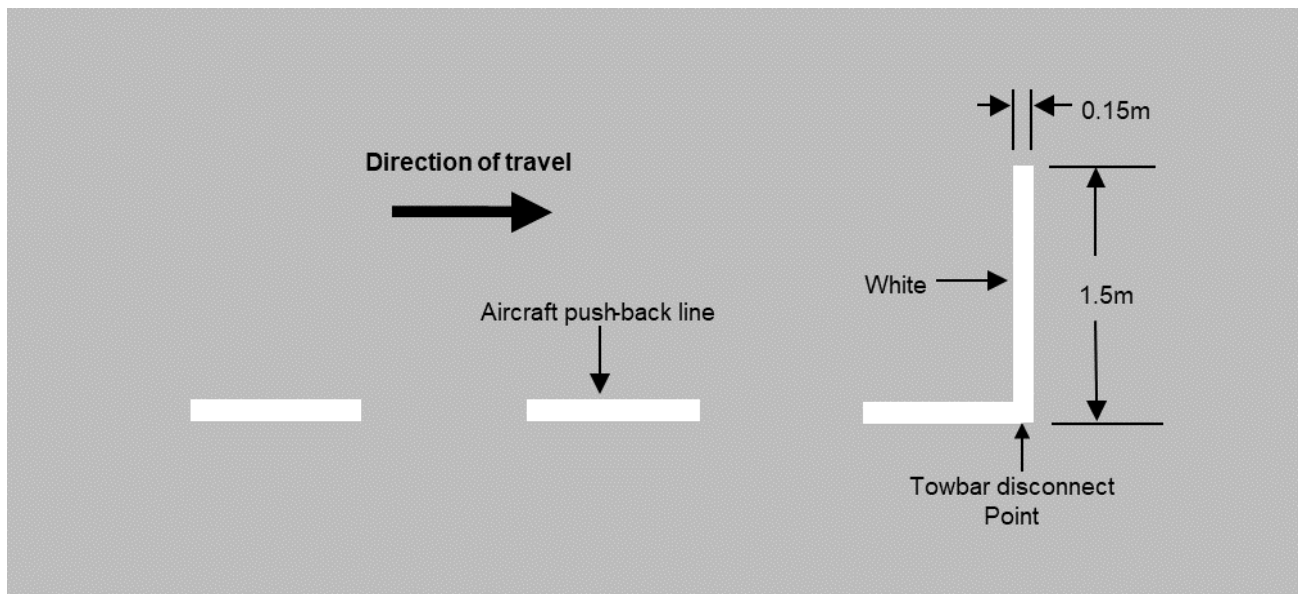 0.15m
Direction of travel
White
1.5m
Aircraft push-back line
Towbar disconnect
Point